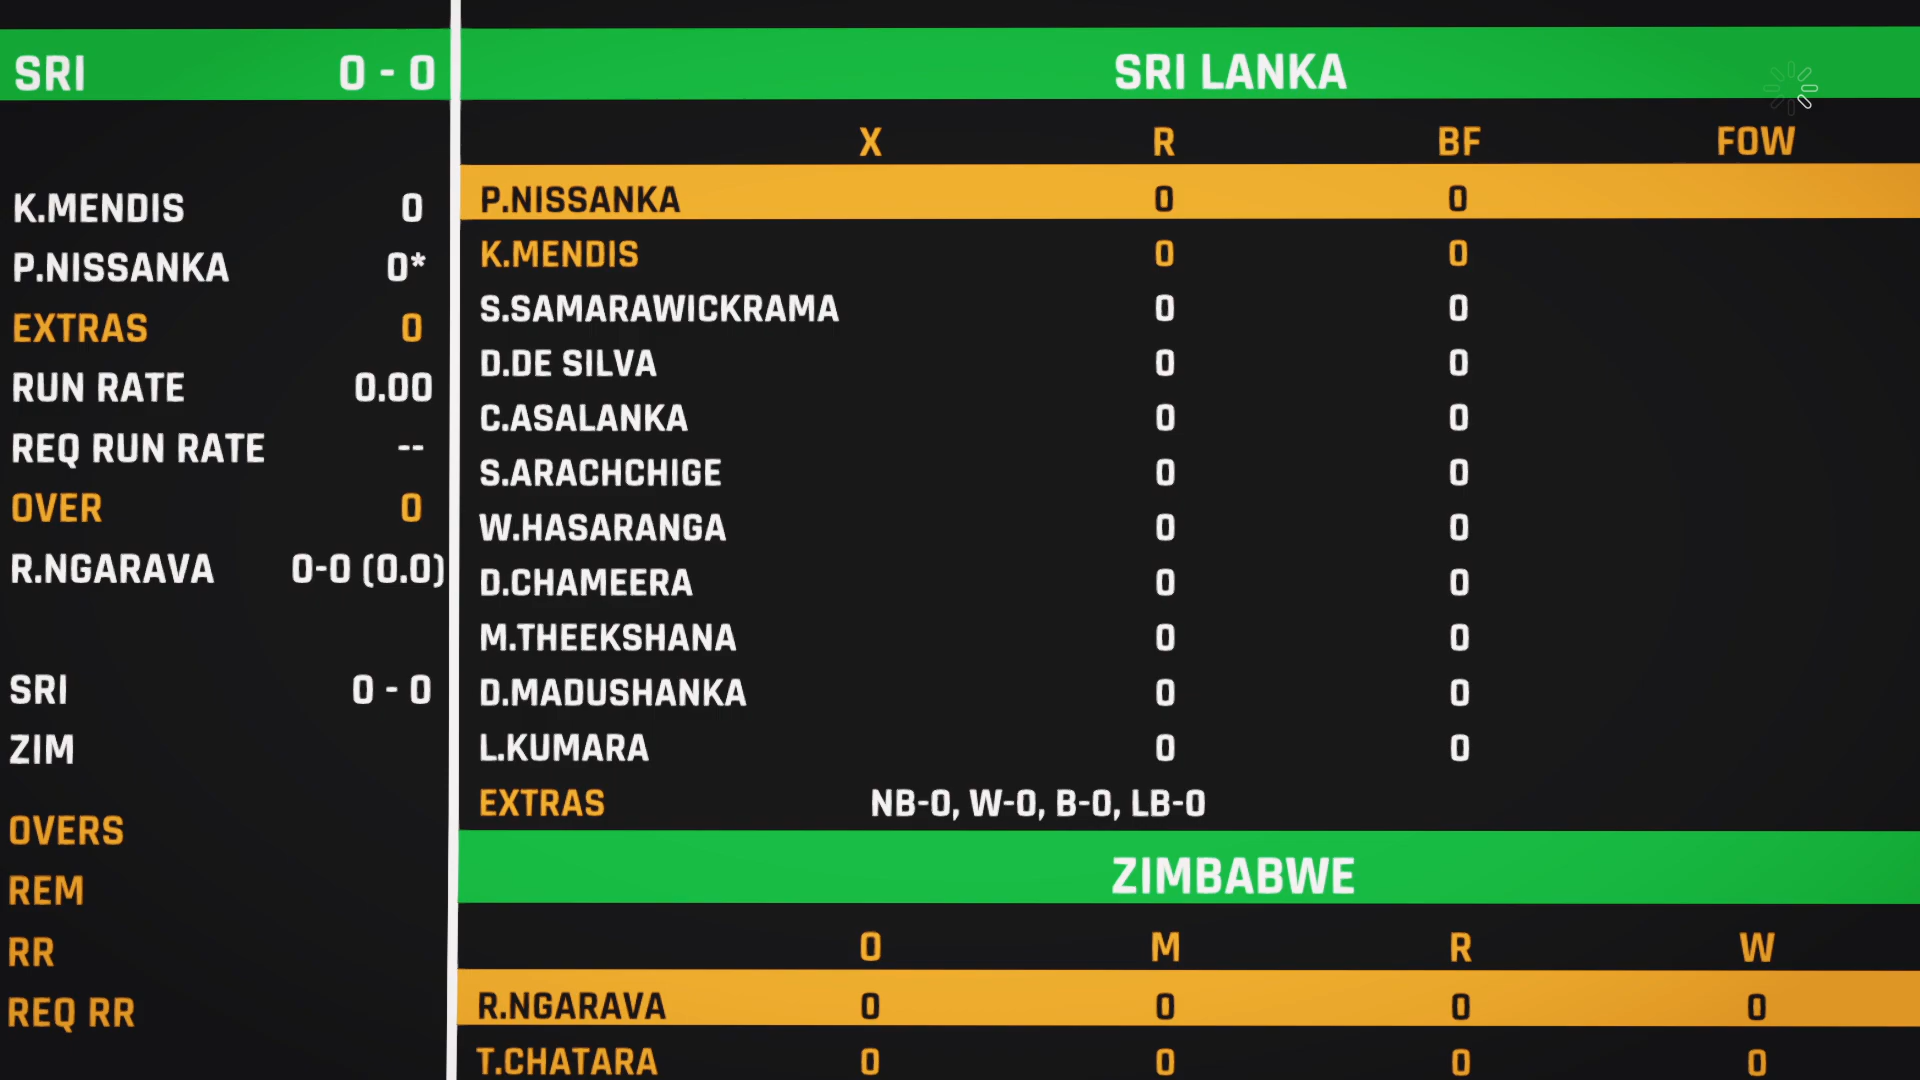 SRI 0 - 0
K.MENDIS 0
P.NISSANKA 0*
EXTRAS 0
RUN RATE 0.00
REQ RUN RATE --
OVER 0
R.NGARAVA 0-0 (0.0)
SRI 0 - 0
ZIM
OVERS
REM
RR
REQ RR
SRI LANKA
X R BF FOW
P.NISSANKA 0 0
K.MENDIS 0 0
S.SAMARAWICKRAMA 0 0
D.DE SILVA 0 0
C.ASALANKA 0 0
S.ARACHCHIGE 0 0
W.HASARANGA 0 0
D.CHAMEERA 0 0
M.THEEKSHANA 0 0
D.MADUSHANKA 0 0
L.KUMARA 0 0
EXTRAS NB-0, W-0, B-0, LB-0
ZIMBABWE
O M R W
R.NGARAVA 0 0 0 0
T.CHATARA 0 0 0 0